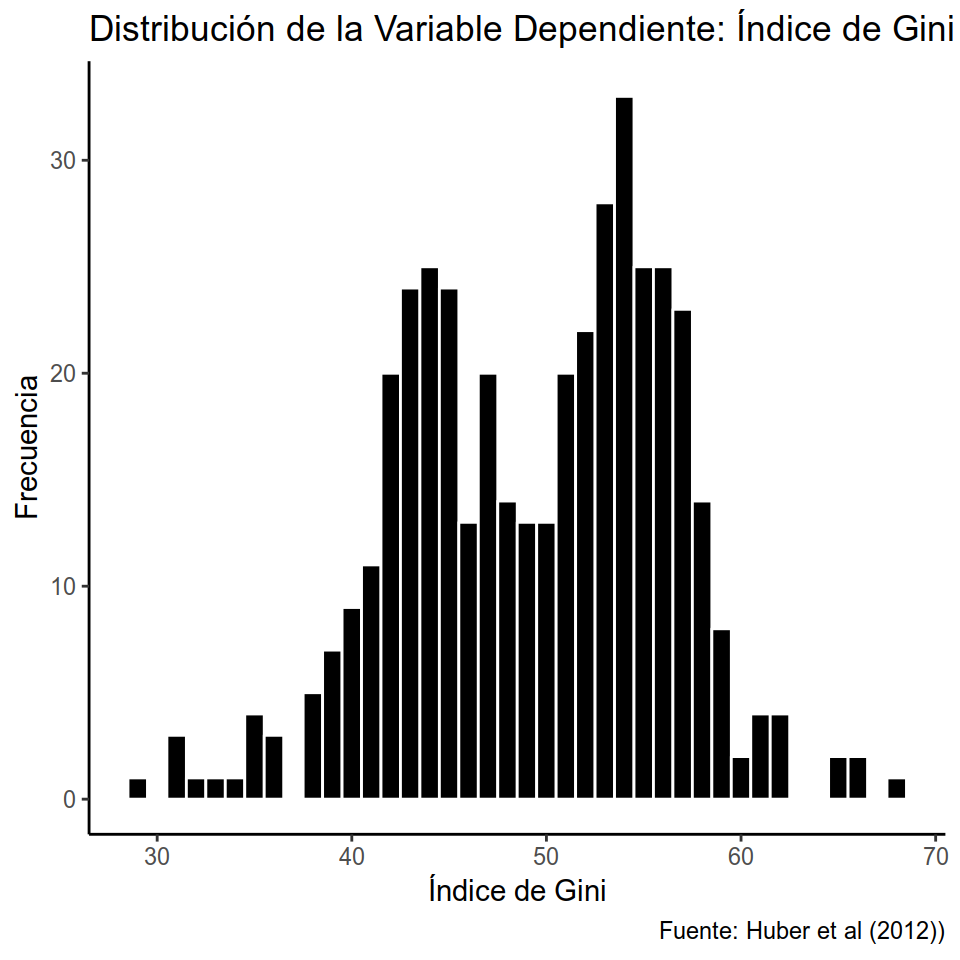 Distribución de la Variable Dependiente: Índice de Gini
30
20
10
0
Frecuencia
30 40 50 60 70
Índice de Gini
Fuente: Huber et al (2012))